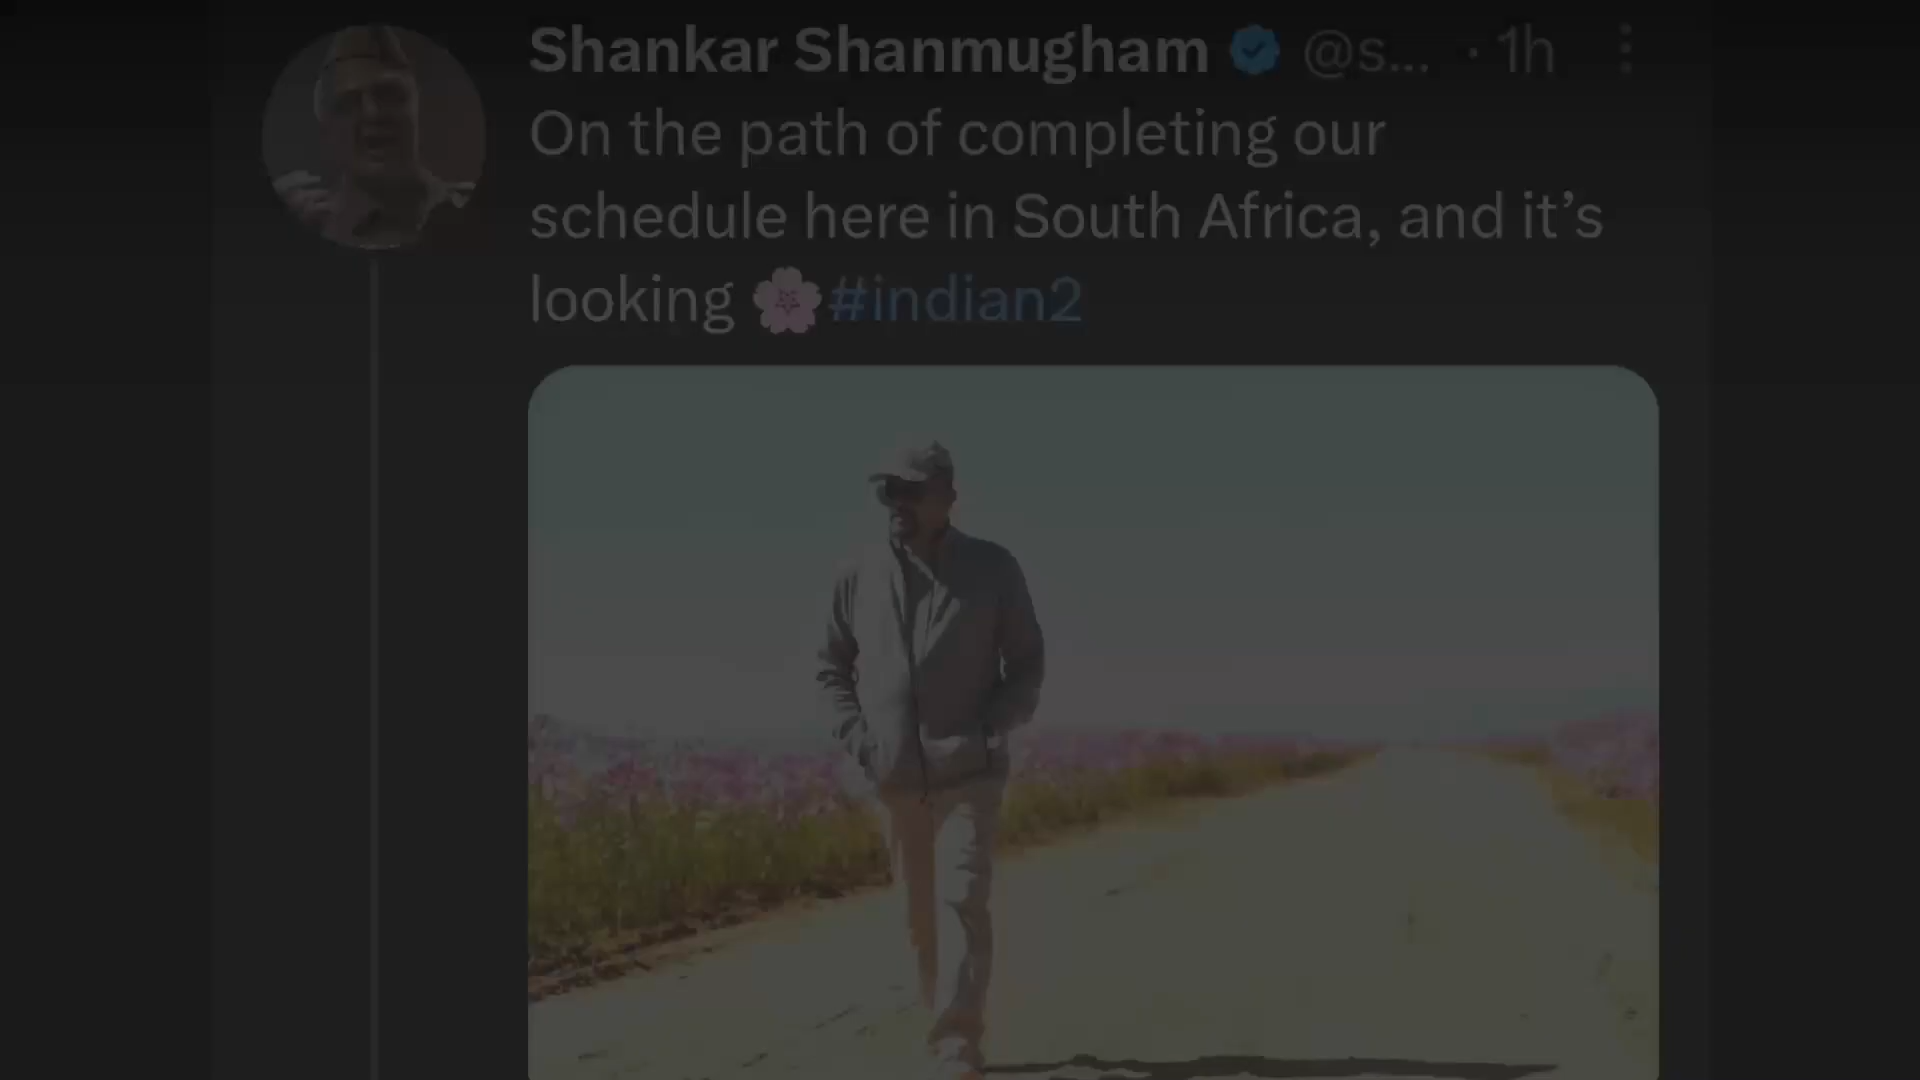 Shankar Shanmugham @s... · 1h
On the path of completing our
schedule here in South Africa, and it’s
looking 🌸#indian2